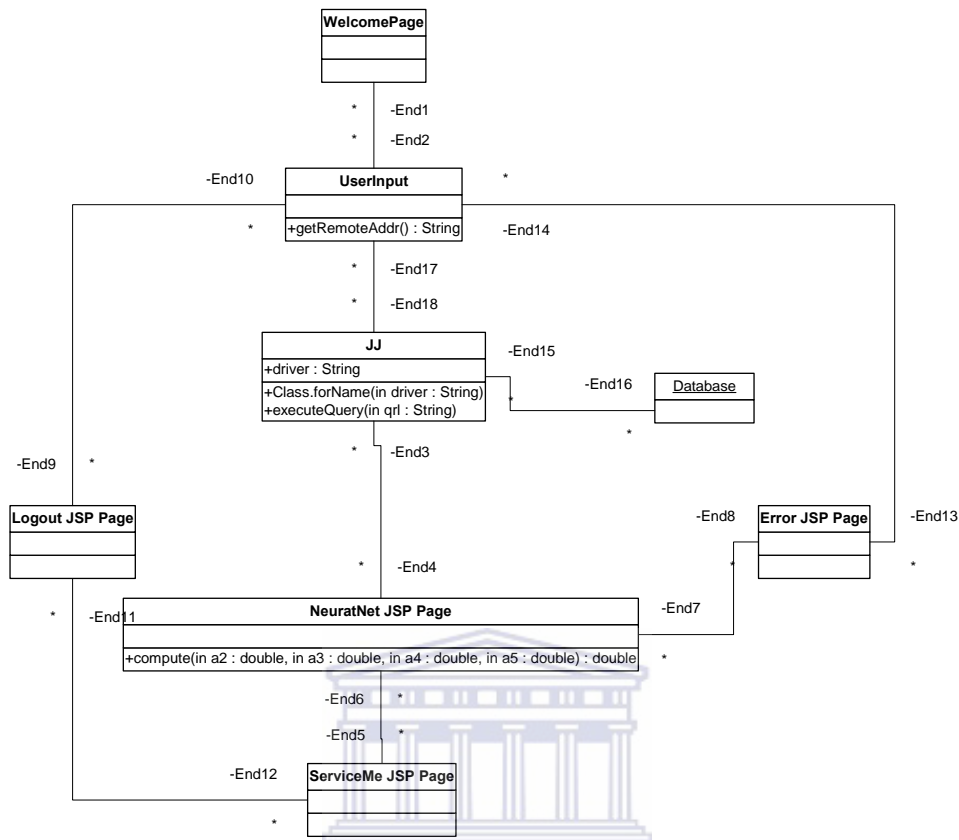 WelcomePage
* -End1
* -End2
-End10
UserInput
*
+getRemoteAddr() : String
*
-End14
* -End17
* -End18
JJ
+driver : String
+Class.forName(in driver : String)
+executeQuery(in qrl : String)
-End15
-End16
Database
*
*
* -End3
-End9 *
Logout JSP Page
-End8
Error JSP Page
-End13
*
*
* -End4
* -End11
NeuratNet JSP Page
-End7
+compute(in a2 : double, in a3 : double, in a4 : double, in a5 : double) : double
*
-End6 *
-End5 *
-End12
ServiceMe JSP Page
*